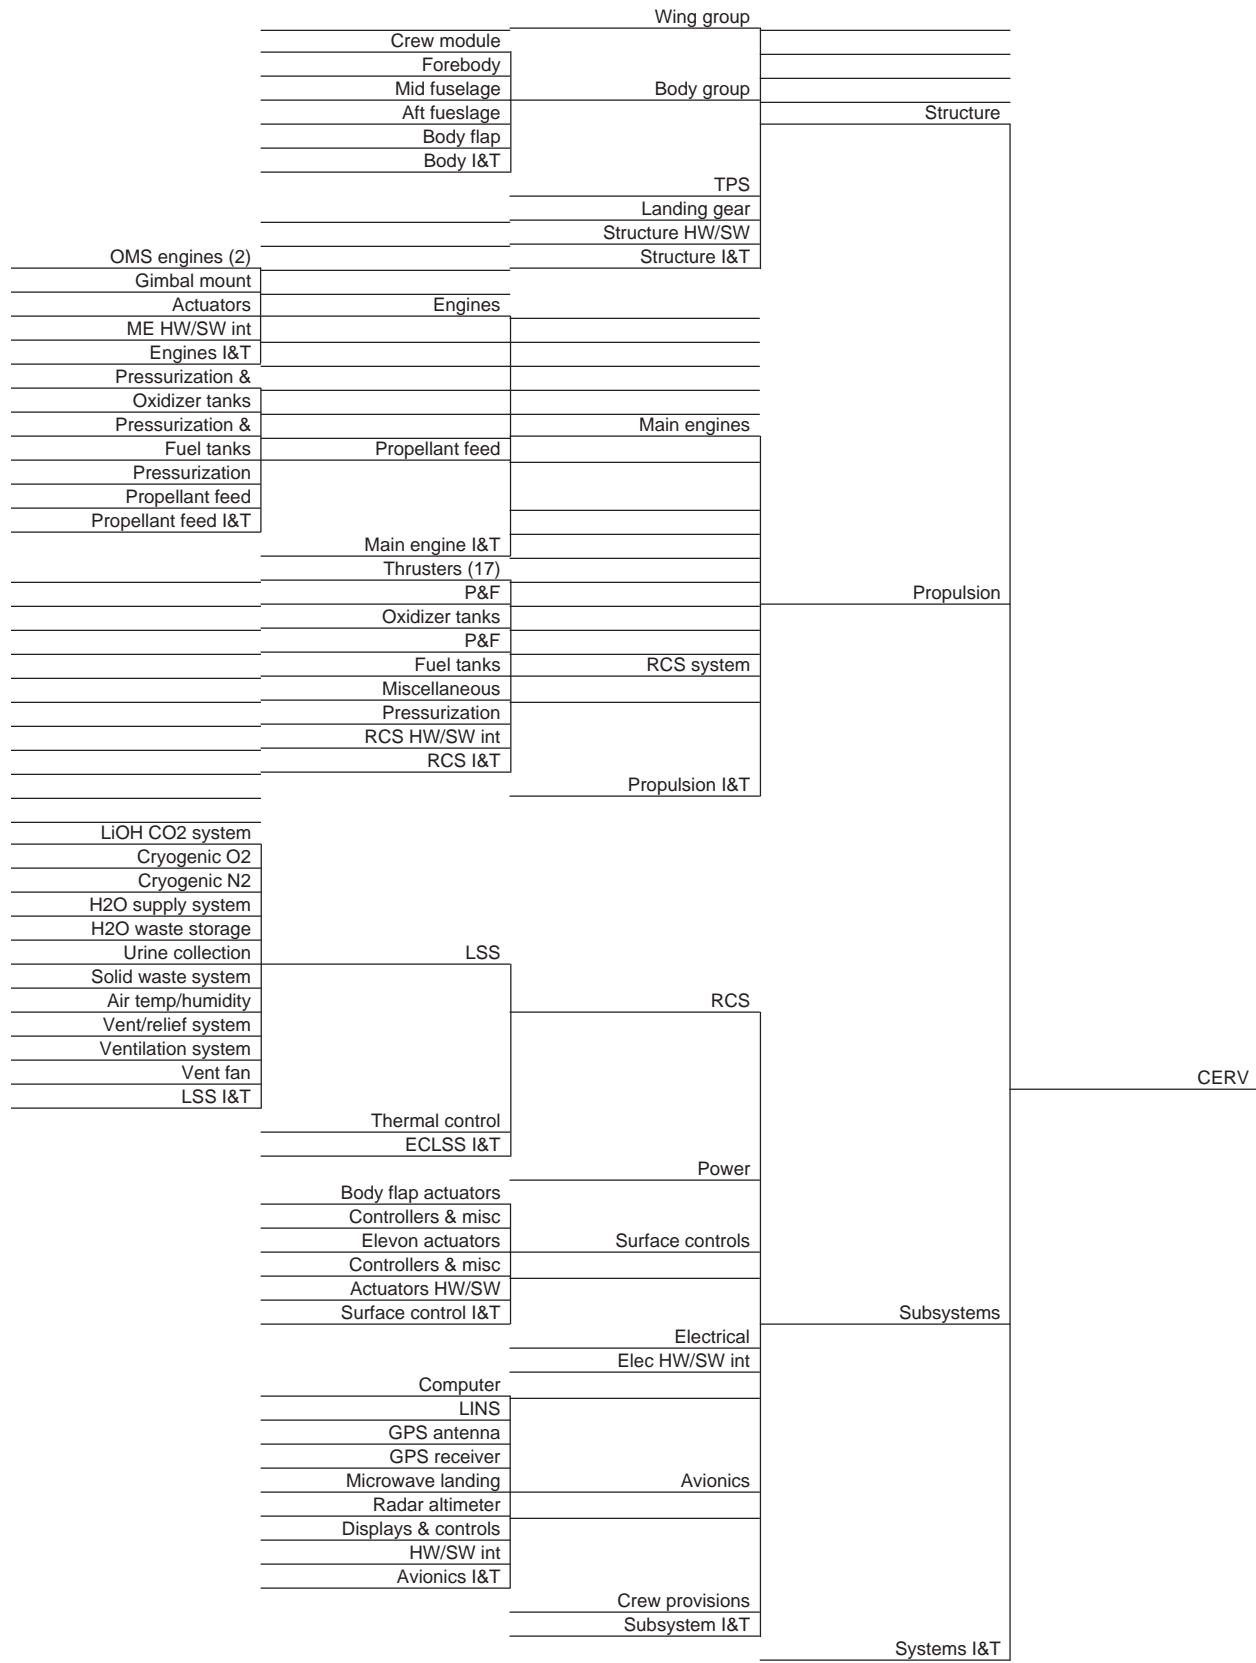 Wing group
Crew module
Forebody
Mid fuselage
Body group
Aft fueslage
Structure
Body flap
Body I&T
TPS
Landing gear
Structure HW/SW
OMS engines (2)
Structure I&T
Gimbal mount
Actuators
Engines
ME HW/SW int
Engines I&T
Pressurization &
Oxidizer tanks
Pressurization &
Main engines
Fuel tanks
Propellant feed
Pressurization
Propellant feed
Propellant feed I&T
Main engine I&T
Thrusters (17)
P&F
Propulsion
Oxidizer tanks
P&F
Fuel tanks
RCS system
Miscellaneous
Pressurization
RCS HW/SW int
RCS I&T
Propulsion I&T
LiOH CO2 system
Cryogenic O2
Cryogenic N2
H2O supply system
H2O waste storage
Urine collection
LSS
Solid waste system
Air temp/humidity
RCS
Vent/relief system
Ventilation system
Vent fan
CERV
LSS I&T
Thermal control
ECLSS I&T
Power
Body flap actuators
Controllers & misc
Elevon actuators
Surface controls
Controllers & misc
Actuators HW/SW
Surface control I&T
Subsystems
Electrical
Elec HW/SW int
Computer
LINS
GPS antenna
GPS receiver
Microwave landing
Avionics
Radar altimeter
Displays & controls
HW/SW int
Avionics I&T
Crew provisions
Subsystem I&T
Systems I&T